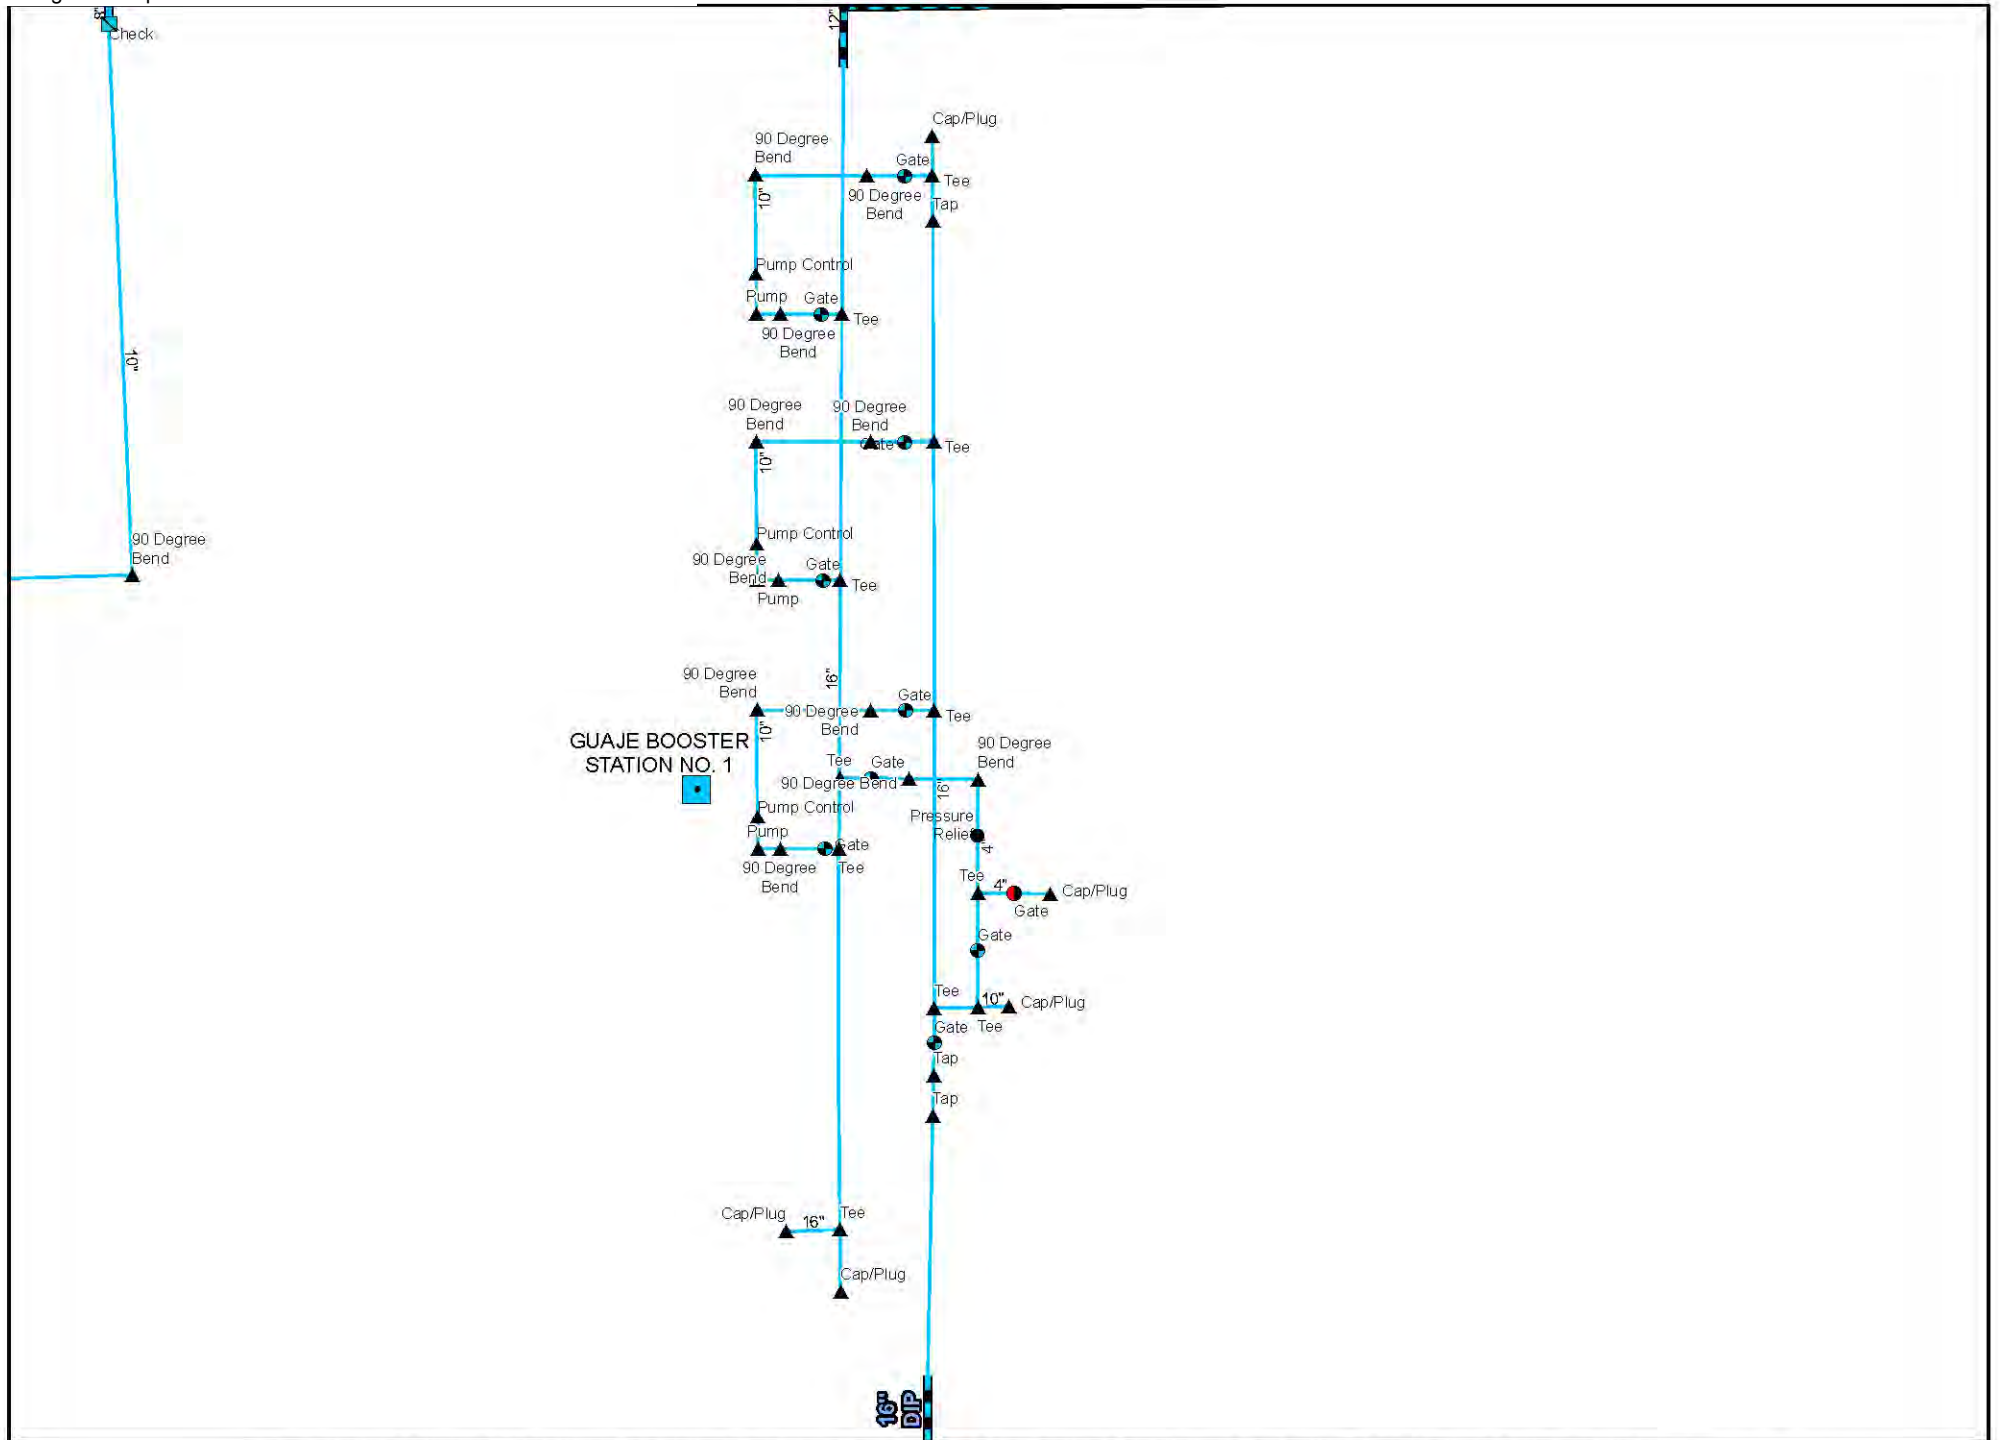 8"
Check
12"
Cap/Plug
90 Degree
Bend
Gate
Tee
10"
90 Degree
Bend
Tap
Pump Control
Pump
Gate
Tee
90 Degree
Bend
10"
90 Degree
Bend
90 Degree
Bend
Gate
Tee
10"
Pump Control
90 Degree
Bend
Gate
Tee
Pump
90 Degree
Bend
90 Degree
Bend
16"
Gate
Tee
90 Degree
Bend
10"
GUAJE BOOSTER
STATION NO. 1
Tee
Gate
90 Degree
Bend
90 Degree Bend
16"
Pump Control
Pressure
Relief
Pump
Gate
Tee
4"
90 Degree
Bend
Tee
4"
Cap/Plug
Gate
Gate
Tee
10"
Cap/Plug
Gate
Tee
Tap
Tap
Cap/Plug
16"
Tee
Cap/Plug
16"
DIP